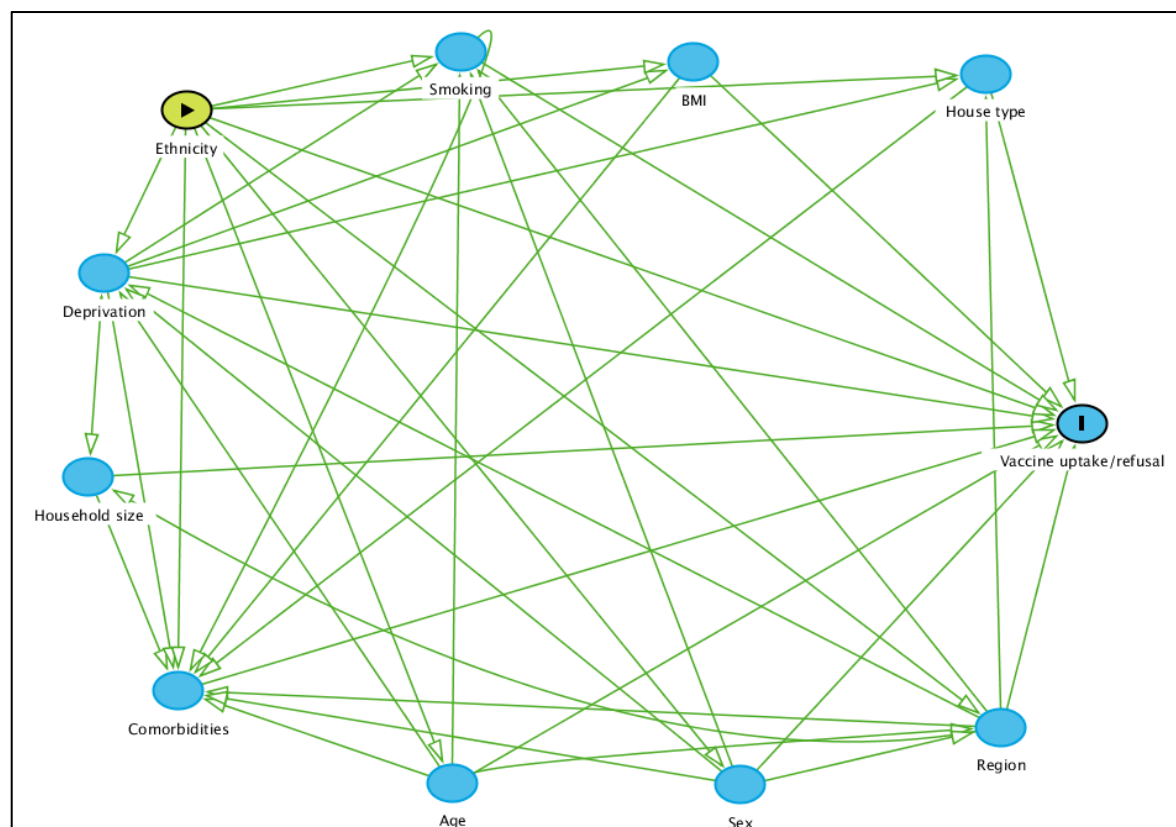 Smoking
BMI
House type
Ethnicity
Deprivation
Vaccine uptake/refusal
Household size
Comorbidities
Region
Age
Sex